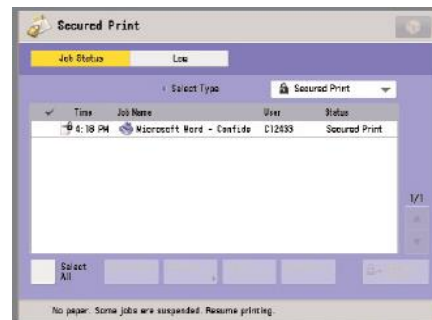 Secured Print
Job Status Log
Select Type Secured Print
Time Job Name User Status
4:18 PM Microsoft Word - Confide C12433 Secured Print
1/1
Select
All
No paper. Some jobs are suspended. Resume printing.